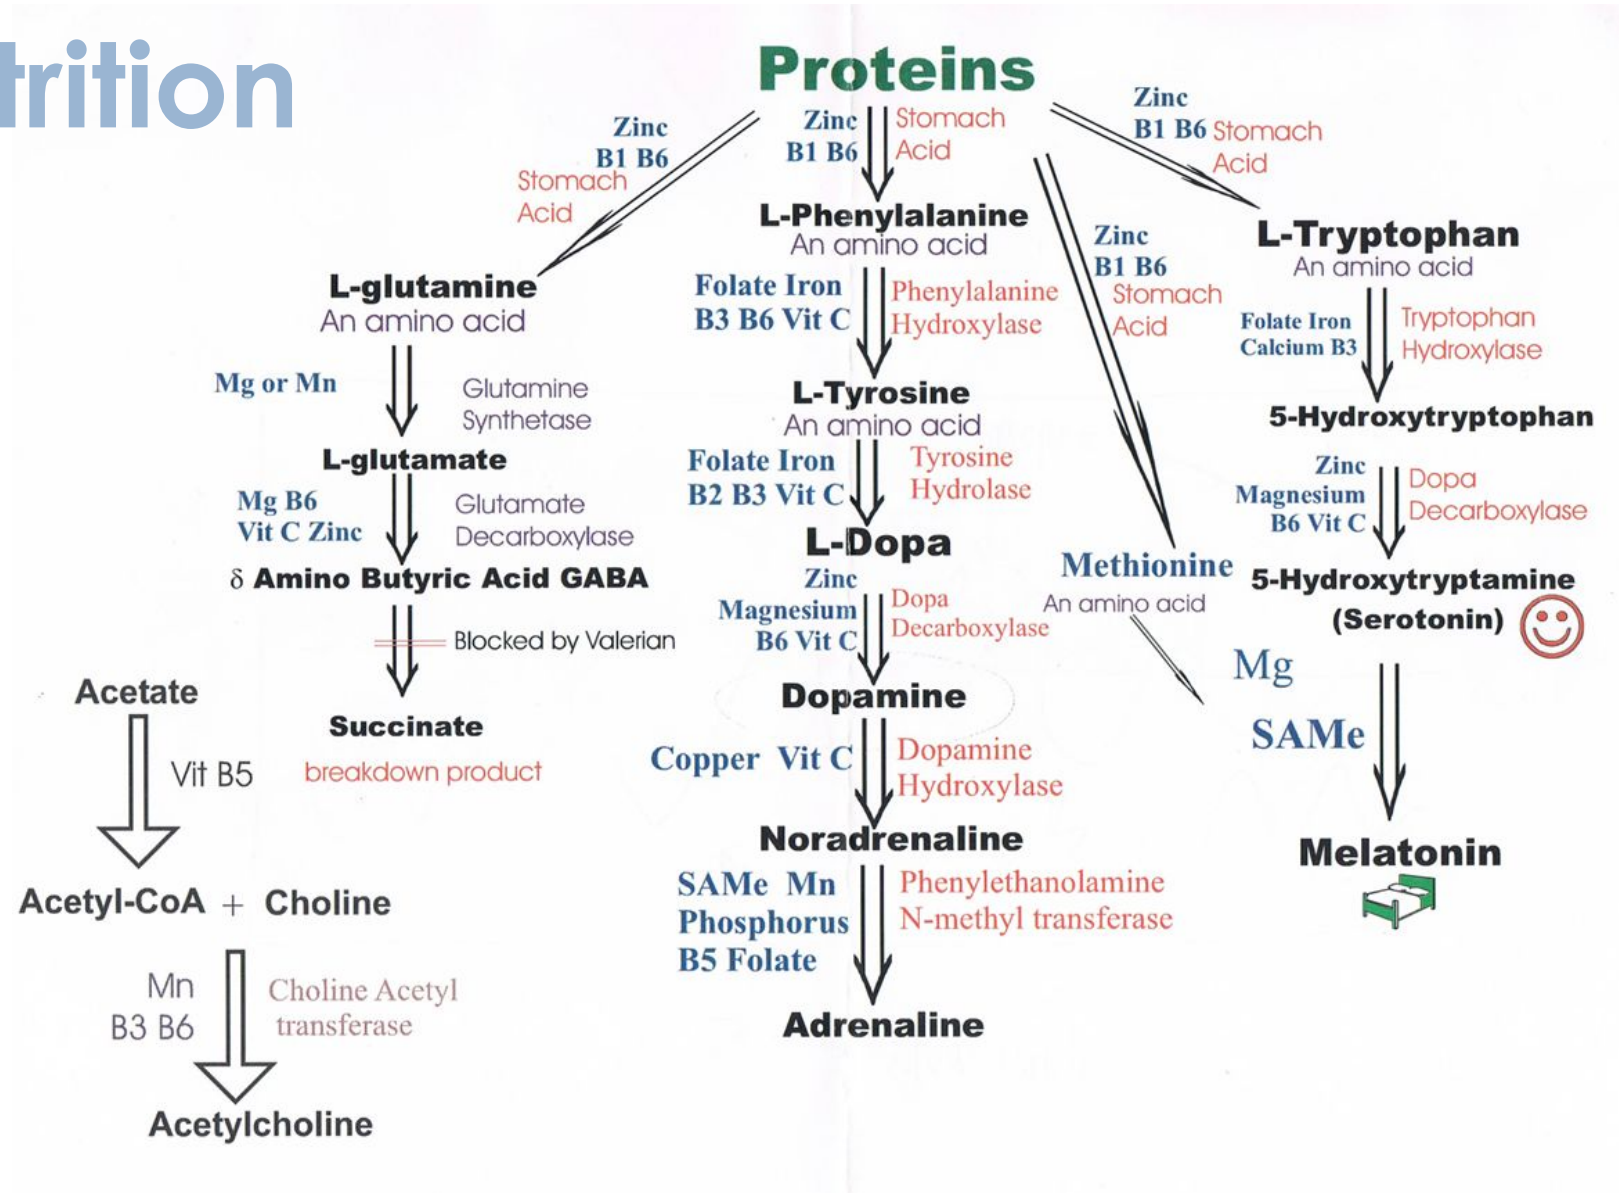 trition
Proteins
Zinc
B1 B6
Stomach
Acid
Zinc
B1 B6
Stomach
Acid
Zinc
B1 B6
Stomach
Acid
Zinc
B1 B6
Stomach
Acid
L-glutamine
An amino acid
Mg or Mn
Glutamine
Synthetase
L-glutamate
Mg B6
Vit C Zinc
Glutamate
Decarboxylase
δ Amino Butyric Acid GABA
Blocked by Valerian
Succinate
breakdown product
Acetate
Vit B5
Acetyl-CoA + Choline
Mn
B3 B6
Choline Acetyl
transferase
Acetylcholine
L-Phenylalanine
An amino acid
Folate Iron
B3 B6 Vit C
Phenylalanine
Hydroxylase
L-Tyrosine
An amino acid
Folate Iron
B2 B3 Vit C
Tyrosine
Hydrolase
L-Dopa
Zinc
Magnesium
B6 Vit C
Dopa
Decarboxylase
Dopamine
Copper Vit C
Dopamine
Hydroxylase
Noradrenaline
SAMe Mn
Phosphorus
B5 Folate
Phenylethanolamine
N-methyl transferase
Adrenaline
Methionine
An amino acid
L-Tryptophan
An amino acid
Folate Iron
Calcium B3
Tryptophan
Hydroxylase
5-Hydroxytryptophan
Zinc
Magnesium
B6 Vit C
Dopa
Decarboxylase
5-Hydroxytryptamine
(Serotonin)
Mg
SAMe
Melatonin